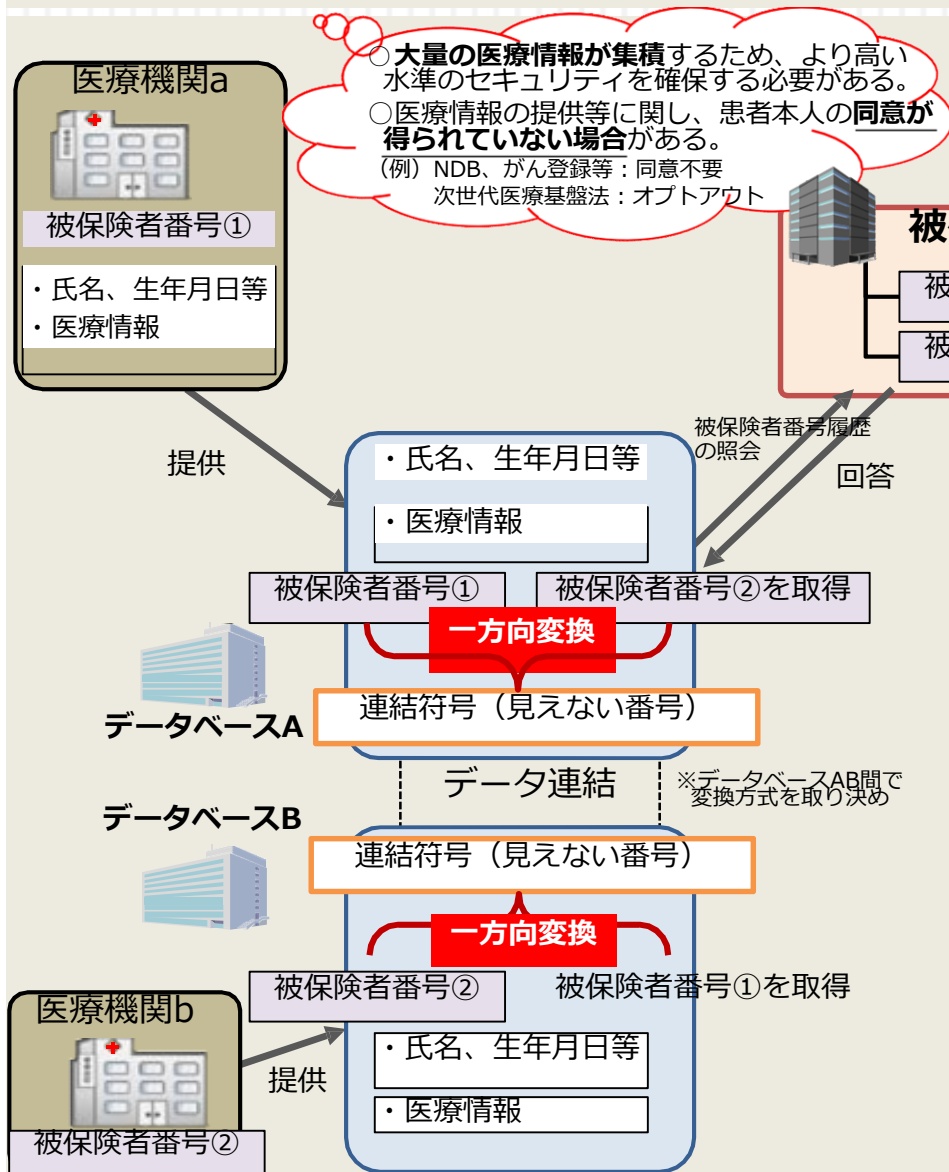 ○大量の医療情報が集積するため、より高い
水準のセキュリティを確保する必要がある。
○医療情報の提供等に関し、患者本人の同意が
得られていない場合がある。
（例）NDB、がん登録等：同意不要
次世代医療基盤法：オプトアウト
医療機関a
被保険者番号①
・氏名、生年月日等
・医療情報
被
被
被
提供
被保険者番号履歴
の照会
回答
・氏名、生年月日等
・医療情報
被保険者番号①
被保険者番号②を取得
一方向変換
連結符号（見えない番号）
データベースA
データ連結
※データベースAB間で
変換方式を取り決め
データベースB
連結符号（見えない番号）
一方向変換
被保険者番号②
被保険者番号①を取得
医療機関b
提供
・氏名、生年月日等
・医療情報
被保険者番号②